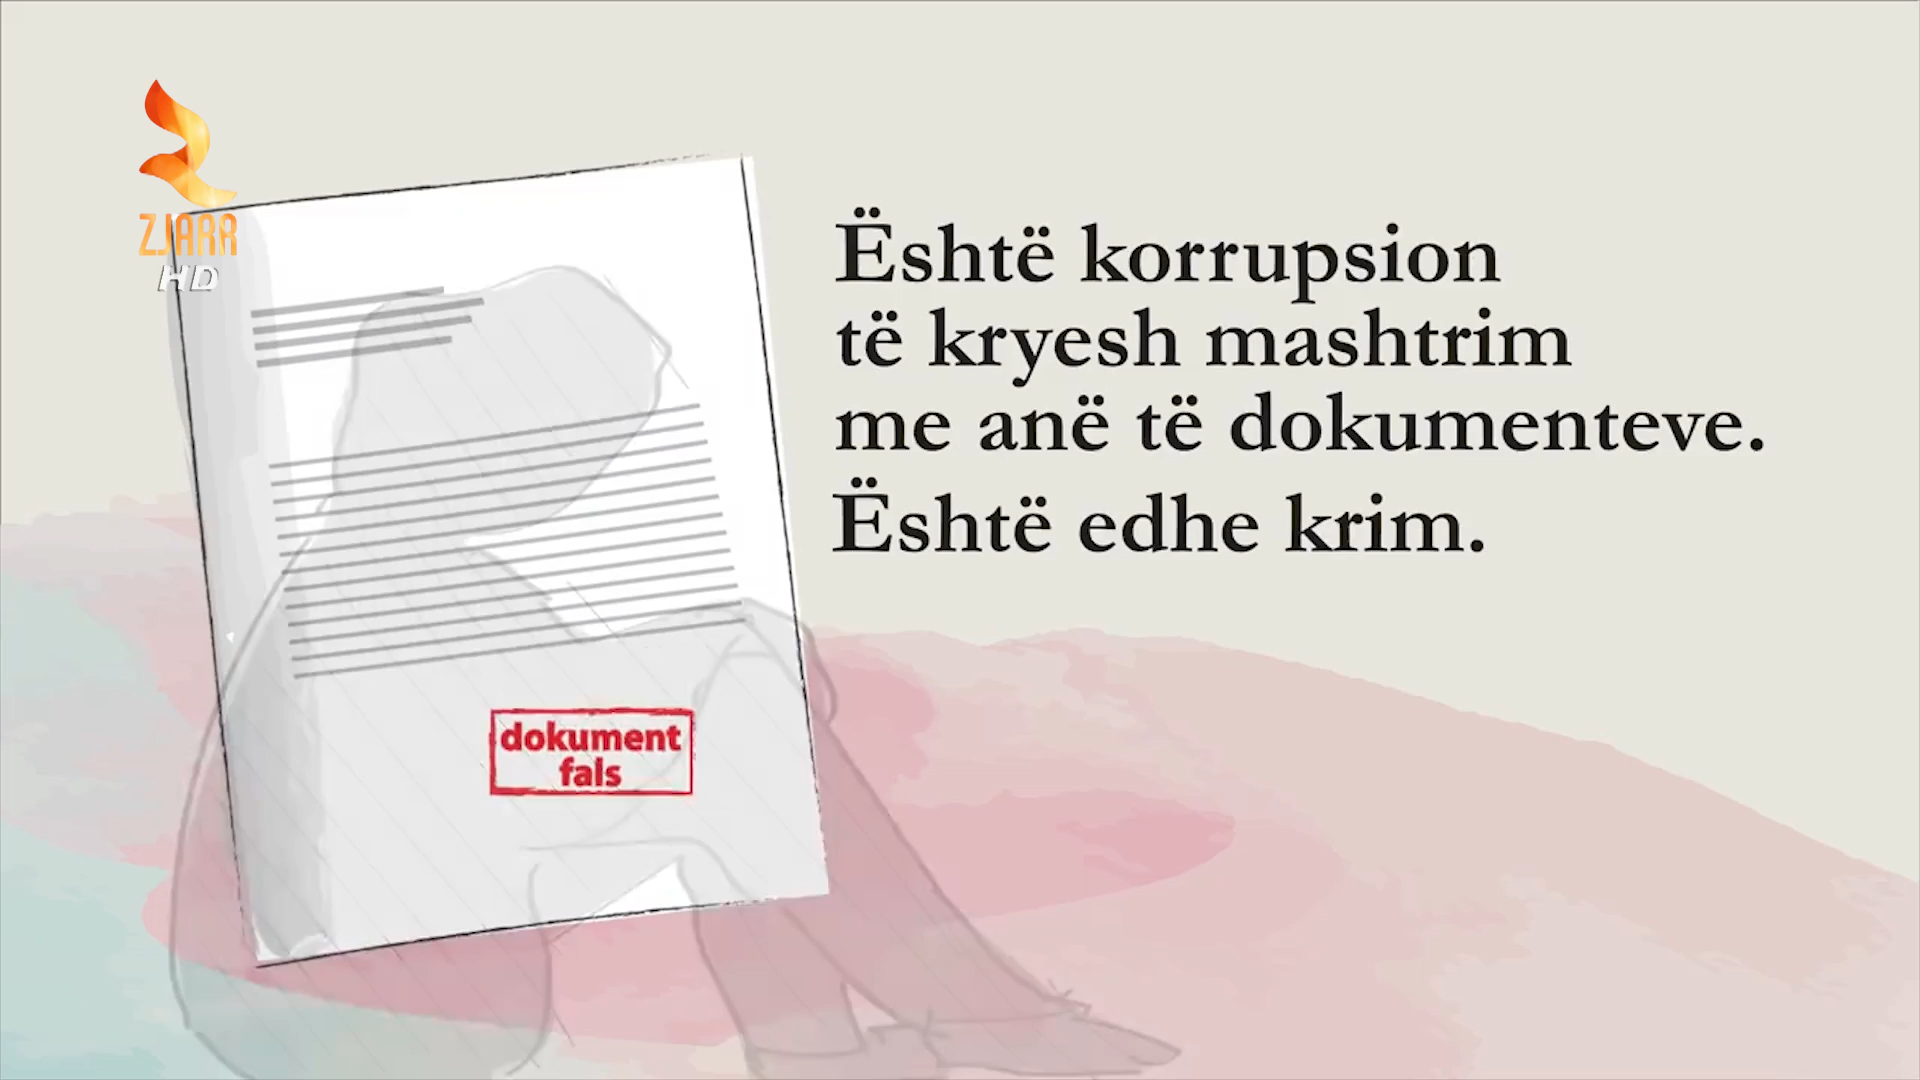 ZJARR
HD
Është korrupsion
të kryesh mashtrim
me anë të dokumenteve.
Është edhe krim.
dokument
fals